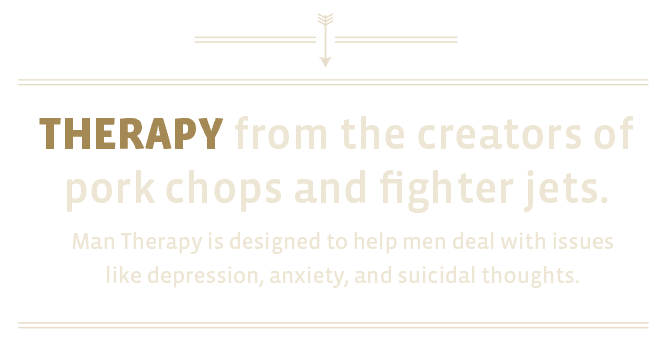 THERAPY from the creators of
pork chops and fighter jets.
Man Therapy is designed to help men deal with issues
like depression, anxiety, and suicidal thoughts.